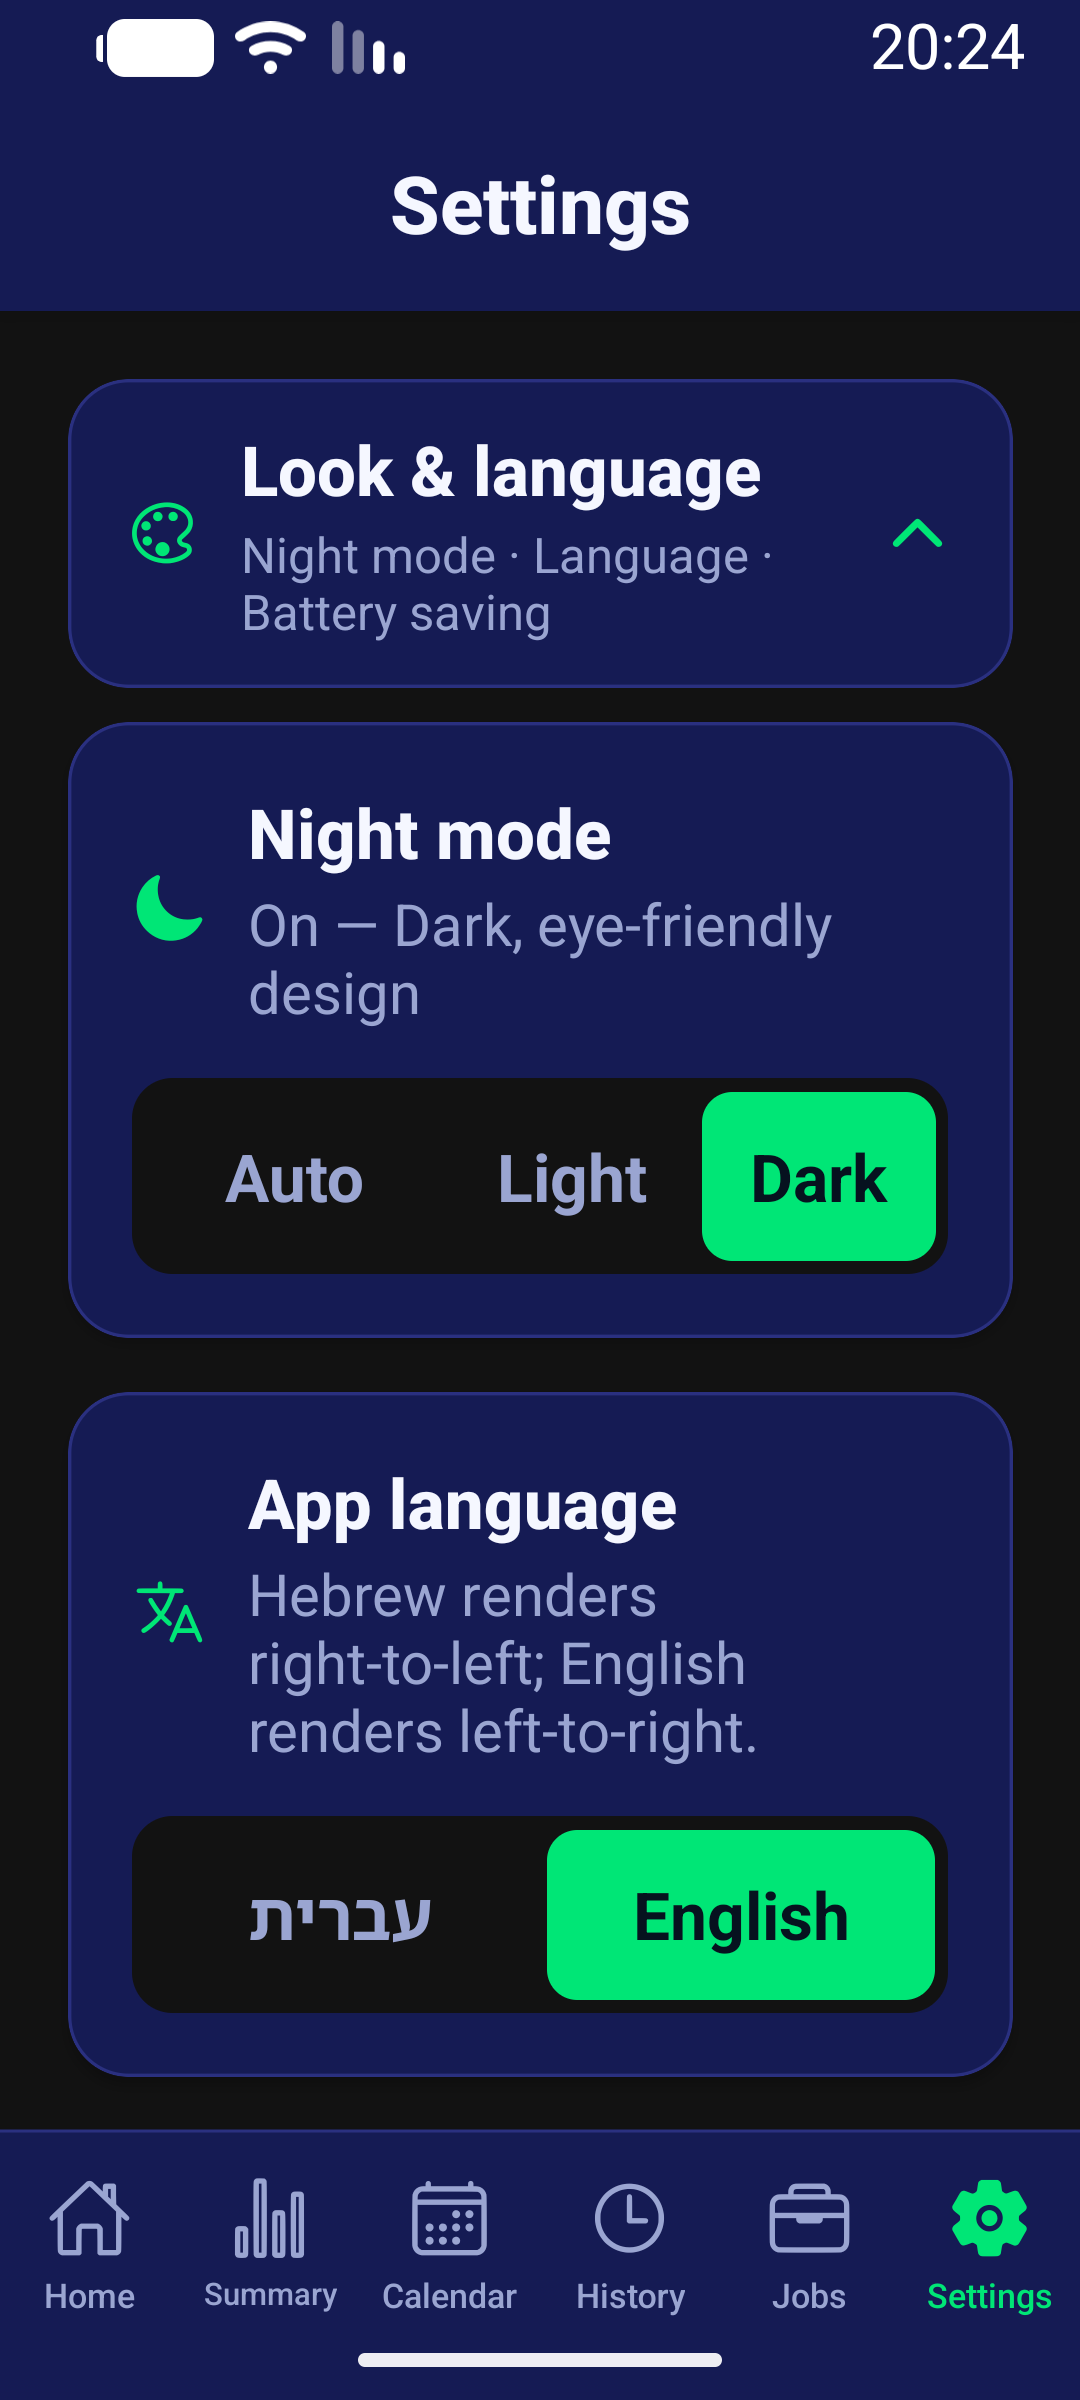 20:24
Settings
Look & language
Night mode · Language ·
Battery saving
Night mode
On — Dark, eye-friendly
design
Auto
Light
Dark
App language
Hebrew renders
right-to-left; English
renders left-to-right.
עברית
English
Home
Summary
Calendar
History
Jobs
Settings